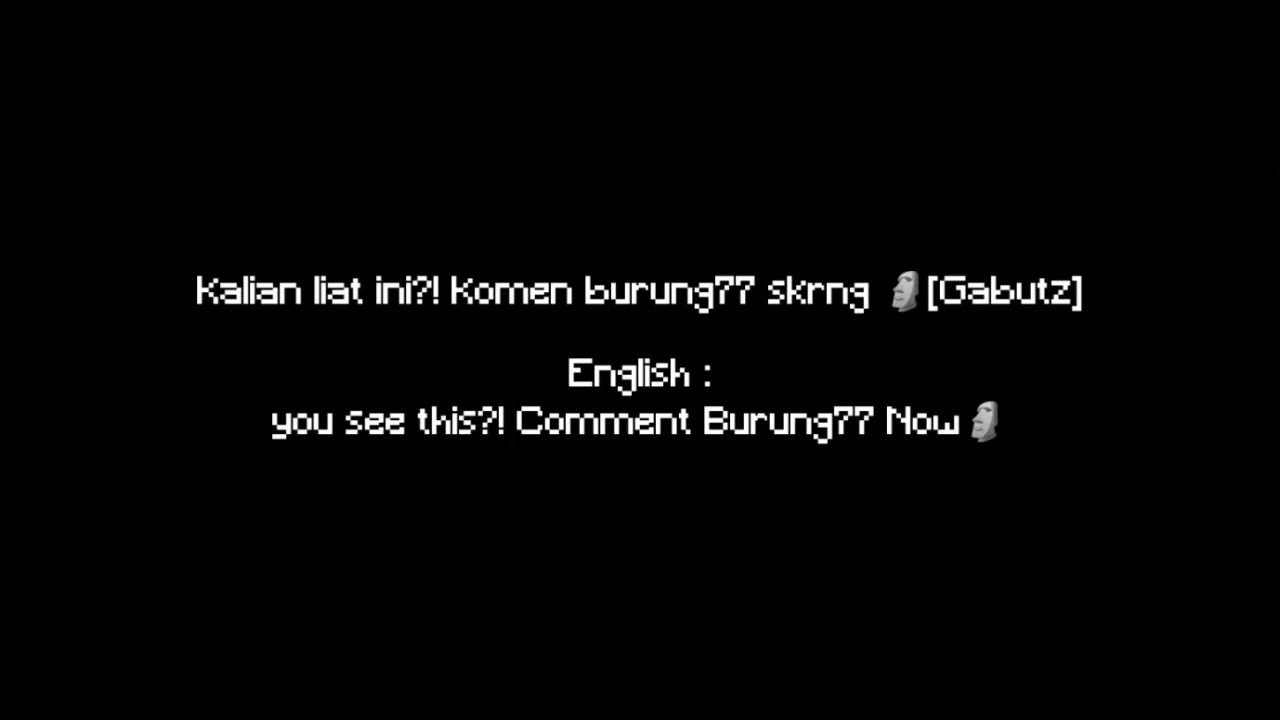 Kalian liat ini?! Komen burung77 skrng 🗿[Gabutz]
English :
you see this?! Comment Burung77 Now🗿